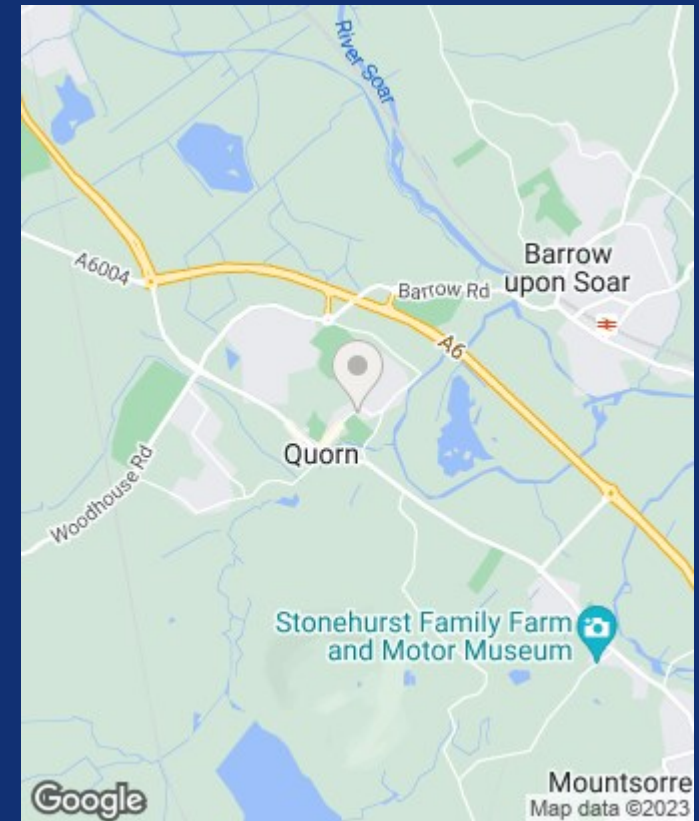 River Soar
Barrow
upon Soar
A6004
Barrow Rd
A6
Quorn
Woodhouse Rd
Stonehurst Family Farm
and Motor Museum
Mountsorre
Google
Map data ©2023